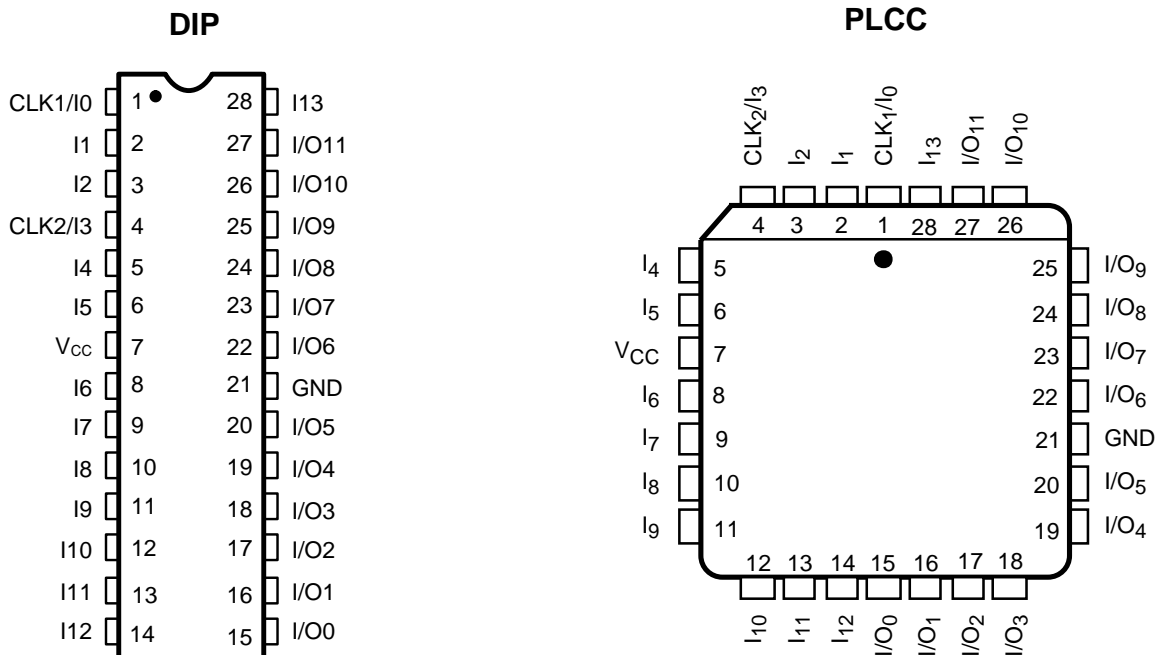 DIP
CLK1/I0 1 28 I13
I1 2 27 I/O11
I2 3 26 I/O10
CLK2/I3 4 25 I/O9
I4 5 24 I/O8
I5 6 23 I/O7
VCC 7 22 I/O6
I6 8 21 GND
I7 9 20 I/O5
I8 10 19 I/O4
I9 11 18 I/O3
I10 12 17 I/O2
I11 13 16 I/O1
I12 14 15 I/O0
PLCC
CLK2/I3 I2 I1 CLK1/I0 I13 I/O11 I/O10
4 3 2 1 28 27 26
I4 5 25 I/O9
I5 6 24 I/O8
VCC 7 23 I/O7
I6 8 22 I/O6
I7 9 21 GND
I8 10 20 I/O5
I9 11 19 I/O4
12 13 14 15 16 17 18
I10 I11 I12 I/O0 I/O1 I/O2 I/O3